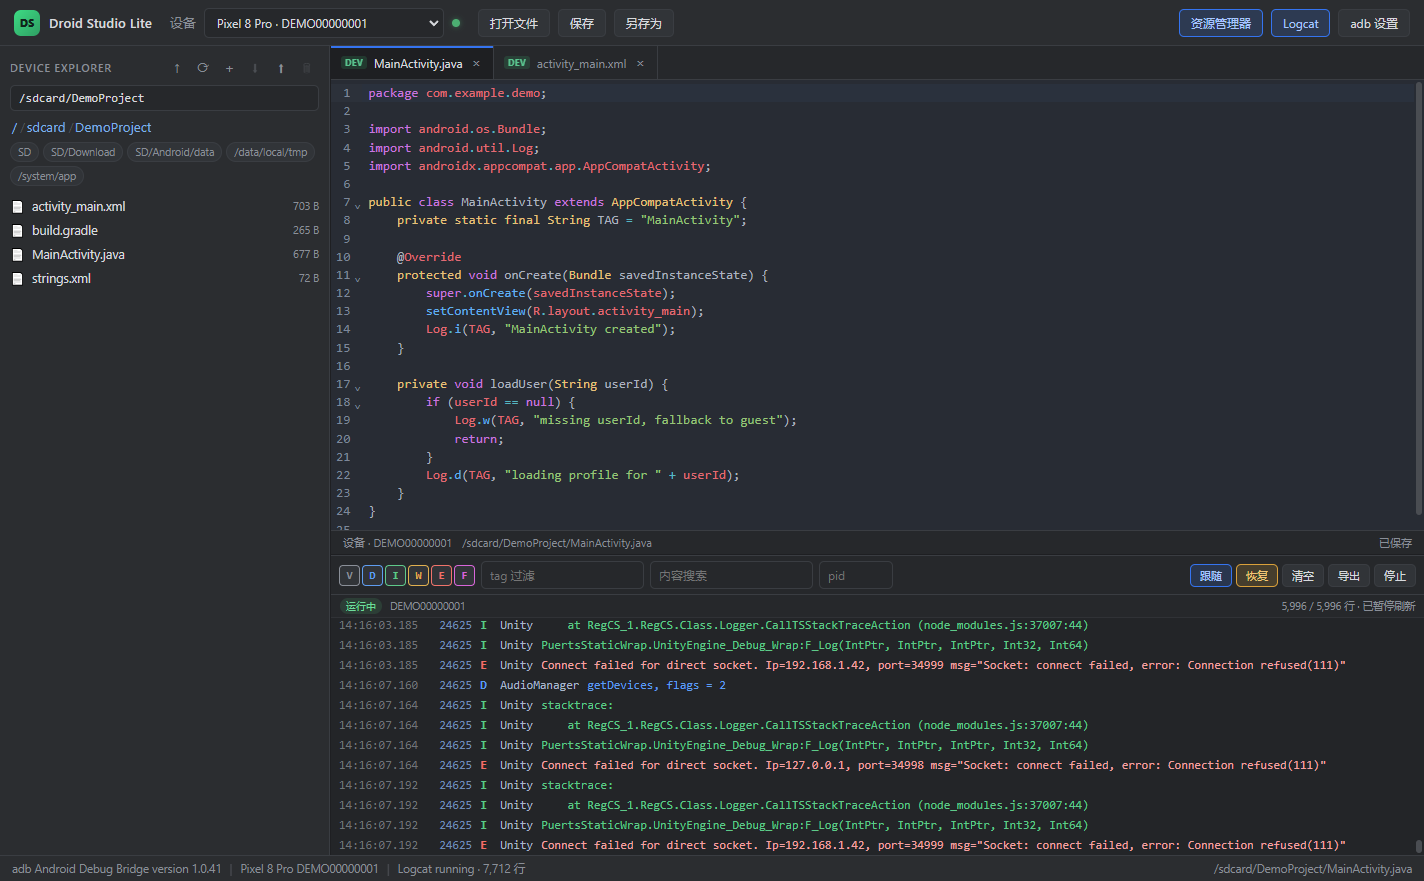 DS Droid Studio Lite 设备 Pixel 8 Pro · DEMO00000001 打开文件 保存 另存为 资源管理器 Logcat adb 设置
DEVICE EXPLORER
/sdcard/DemoProject
/ / sdcard / DemoProject
SD SD/Download SD/Android/data /data/local/tmp
/system/app
activity_main.xml 703 B
build.gradle 265 B
MainActivity.java 677 B
strings.xml 72 B
DEV MainActivity.java × DEV activity_main.xml ×
1 package com.example.demo;
2
3 import android.os.Bundle;
4 import android.util.Log;
5 import androidx.appcompat.app.AppCompatActivity;
6
7 public class MainActivity extends AppCompatActivity {
8 private static final String TAG = "MainActivity";
9
10 @Override
11 protected void onCreate(Bundle savedInstanceState) {
12 super.onCreate(savedInstanceState);
13 setContentView(R.layout.activity_main);
14 Log.i(TAG, "MainActivity created");
15 }
16
17 private void loadUser(String userId) {
18 if (userId == null) {
19 Log.w(TAG, "missing userId, fallback to guest");
20 return;
21 }
22 Log.d(TAG, "loading profile for " + userId);
23 }
24 }
25
设备 · DEMO00000001 /sdcard/DemoProject/MainActivity.java 已保存
V D I W E F tag 过滤 内容搜索 pid 跟随 恢复 清空 导出 停止
运行中 DEMO00000001 5,996 / 5,996 行 · 已暂停刷新
14:16:03.185 24625 I Unity at RegCS_1.RegCS.Class.Logger.CallTSStackTraceAction (node_modules.js:37007:44)
14:16:03.185 24625 I Unity PuertsStaticWrap.UnityEngine_Debug_Wrap:F_Log(IntPtr, IntPtr, IntPtr, Int32, Int64)
14:16:03.185 24625 E Unity Connect failed for direct socket. Ip=192.168.1.42, port=34999 msg="Socket: connect failed, error: Connection refused(111)"
14:16:07.160 24625 D AudioManager getDevices, flags = 2
14:16:07.164 24625 I Unity stacktrace:
14:16:07.164 24625 I Unity at RegCS_1.RegCS.Class.Logger.CallTSStackTraceAction (node_modules.js:37007:44)
14:16:07.164 24625 I Unity PuertsStaticWrap.UnityEngine_Debug_Wrap:F_Log(IntPtr, IntPtr, IntPtr, Int32, Int64)
14:16:07.164 24625 E Unity Connect failed for direct socket. Ip=127.0.0.1, port=34998 msg="Socket: connect failed, error: Connection refused(111)"
14:16:07.192 24625 I Unity stacktrace:
14:16:07.192 24625 I Unity at RegCS_1.RegCS.Class.Logger.CallTSStackTraceAction (node_modules.js:37007:44)
14:16:07.192 24625 I Unity PuertsStaticWrap.UnityEngine_Debug_Wrap:F_Log(IntPtr, IntPtr, IntPtr, Int32, Int64)
14:16:07.192 24625 E Unity Connect failed for direct socket. Ip=192.168.1.42, port=34999 msg="Socket: connect failed, error: Connection refused(111)"
adb Android Debug Bridge version 1.0.41 | Pixel 8 Pro DEMO00000001 | Logcat running · 7,712 行 /sdcard/DemoProject/MainActivity.java